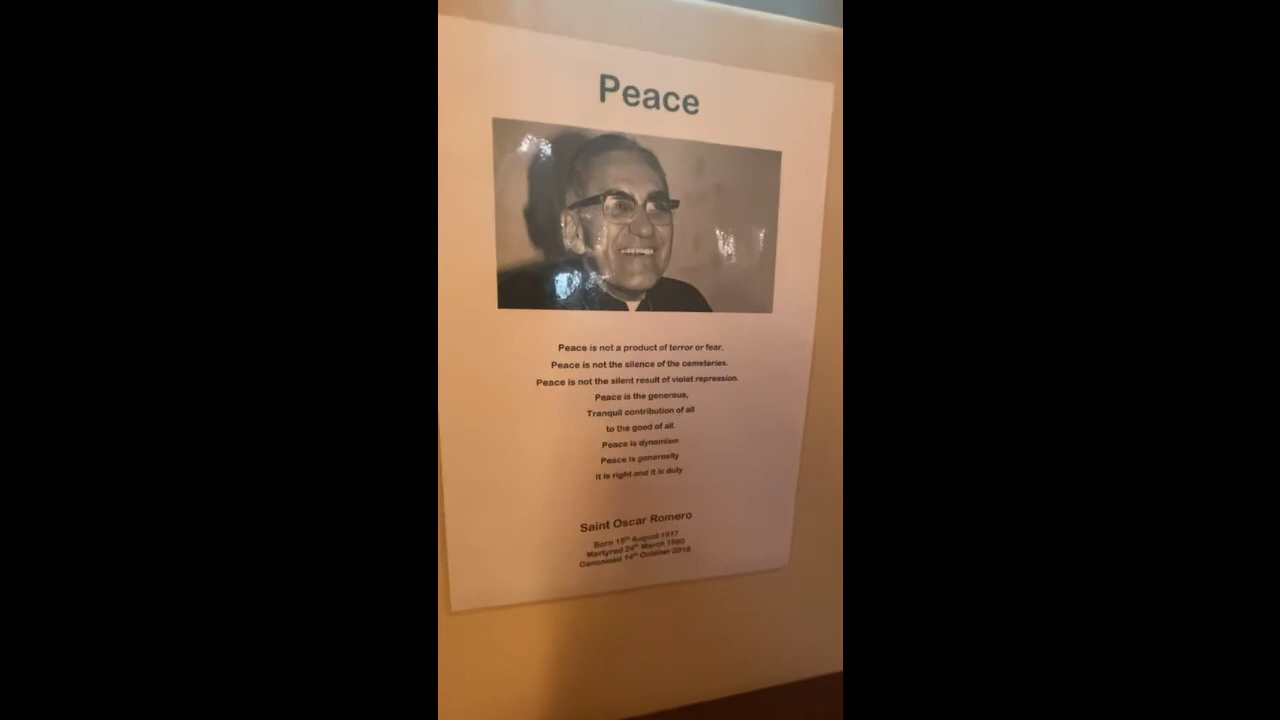 Peace
Peace is not a product of terror or fear.
Peace is not the silence of the cemeteries.
Peace is not the silent result of violet repression.
Peace is the generous,
Tranquil contribution of all
to the good of all.
Peace is dynamism
Peace is generosity
It is right and it is duty
Saint Oscar Romero
Born 15th August 1917
Martyred 24th March 1980
Canonised 14th October 2018